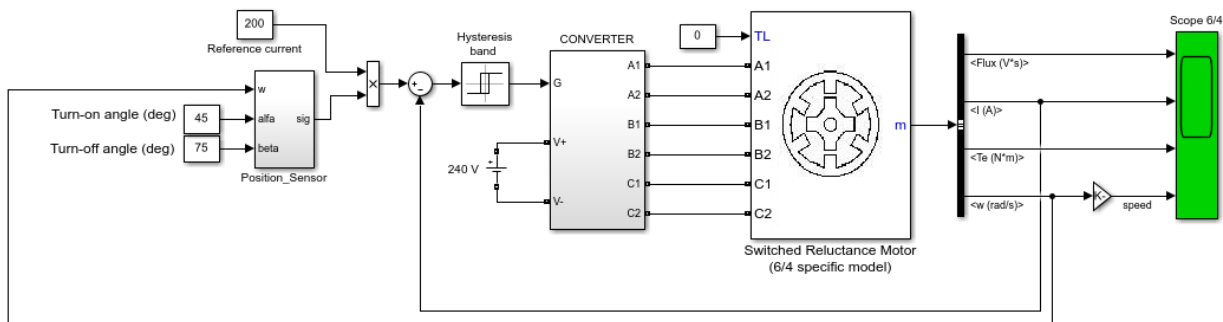 200
Reference current
Turn-on angle (deg)
45
Turn-off angle (deg)
75
w
alfa
beta
sig
Position_Sensor
×
+
-
Hysteresis
band
CONVERTER
G
V+
V-
240 V
+
A1
A2
B1
B2
C1
C2
0
TL
A1
A2
B1
B2
C1
C2
m
Switched Reluctance Motor
(6/4 specific model)
<Flux (V*s)>
<I (A)>
<Te (N*m)>
<w (rad/s)>
-K-
speed
Scope 6/4